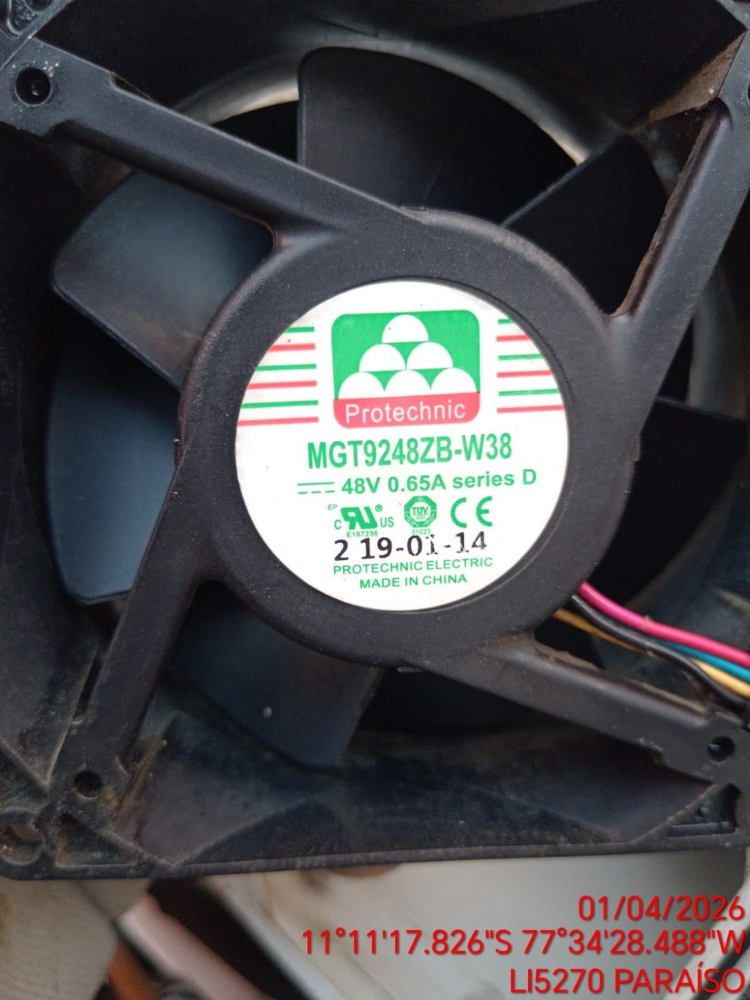 Protechnic
MGT9248ZB-W38
48V 0.65A series D
EP
C RU® US TÜV CE
E187236 31023
2 19-01-14
PROTECHNIC ELECTRIC
MADE IN CHINA
01/04/2026
11°11'17.826"S 77°34'28.488"W
LI5270 PARAÍSO